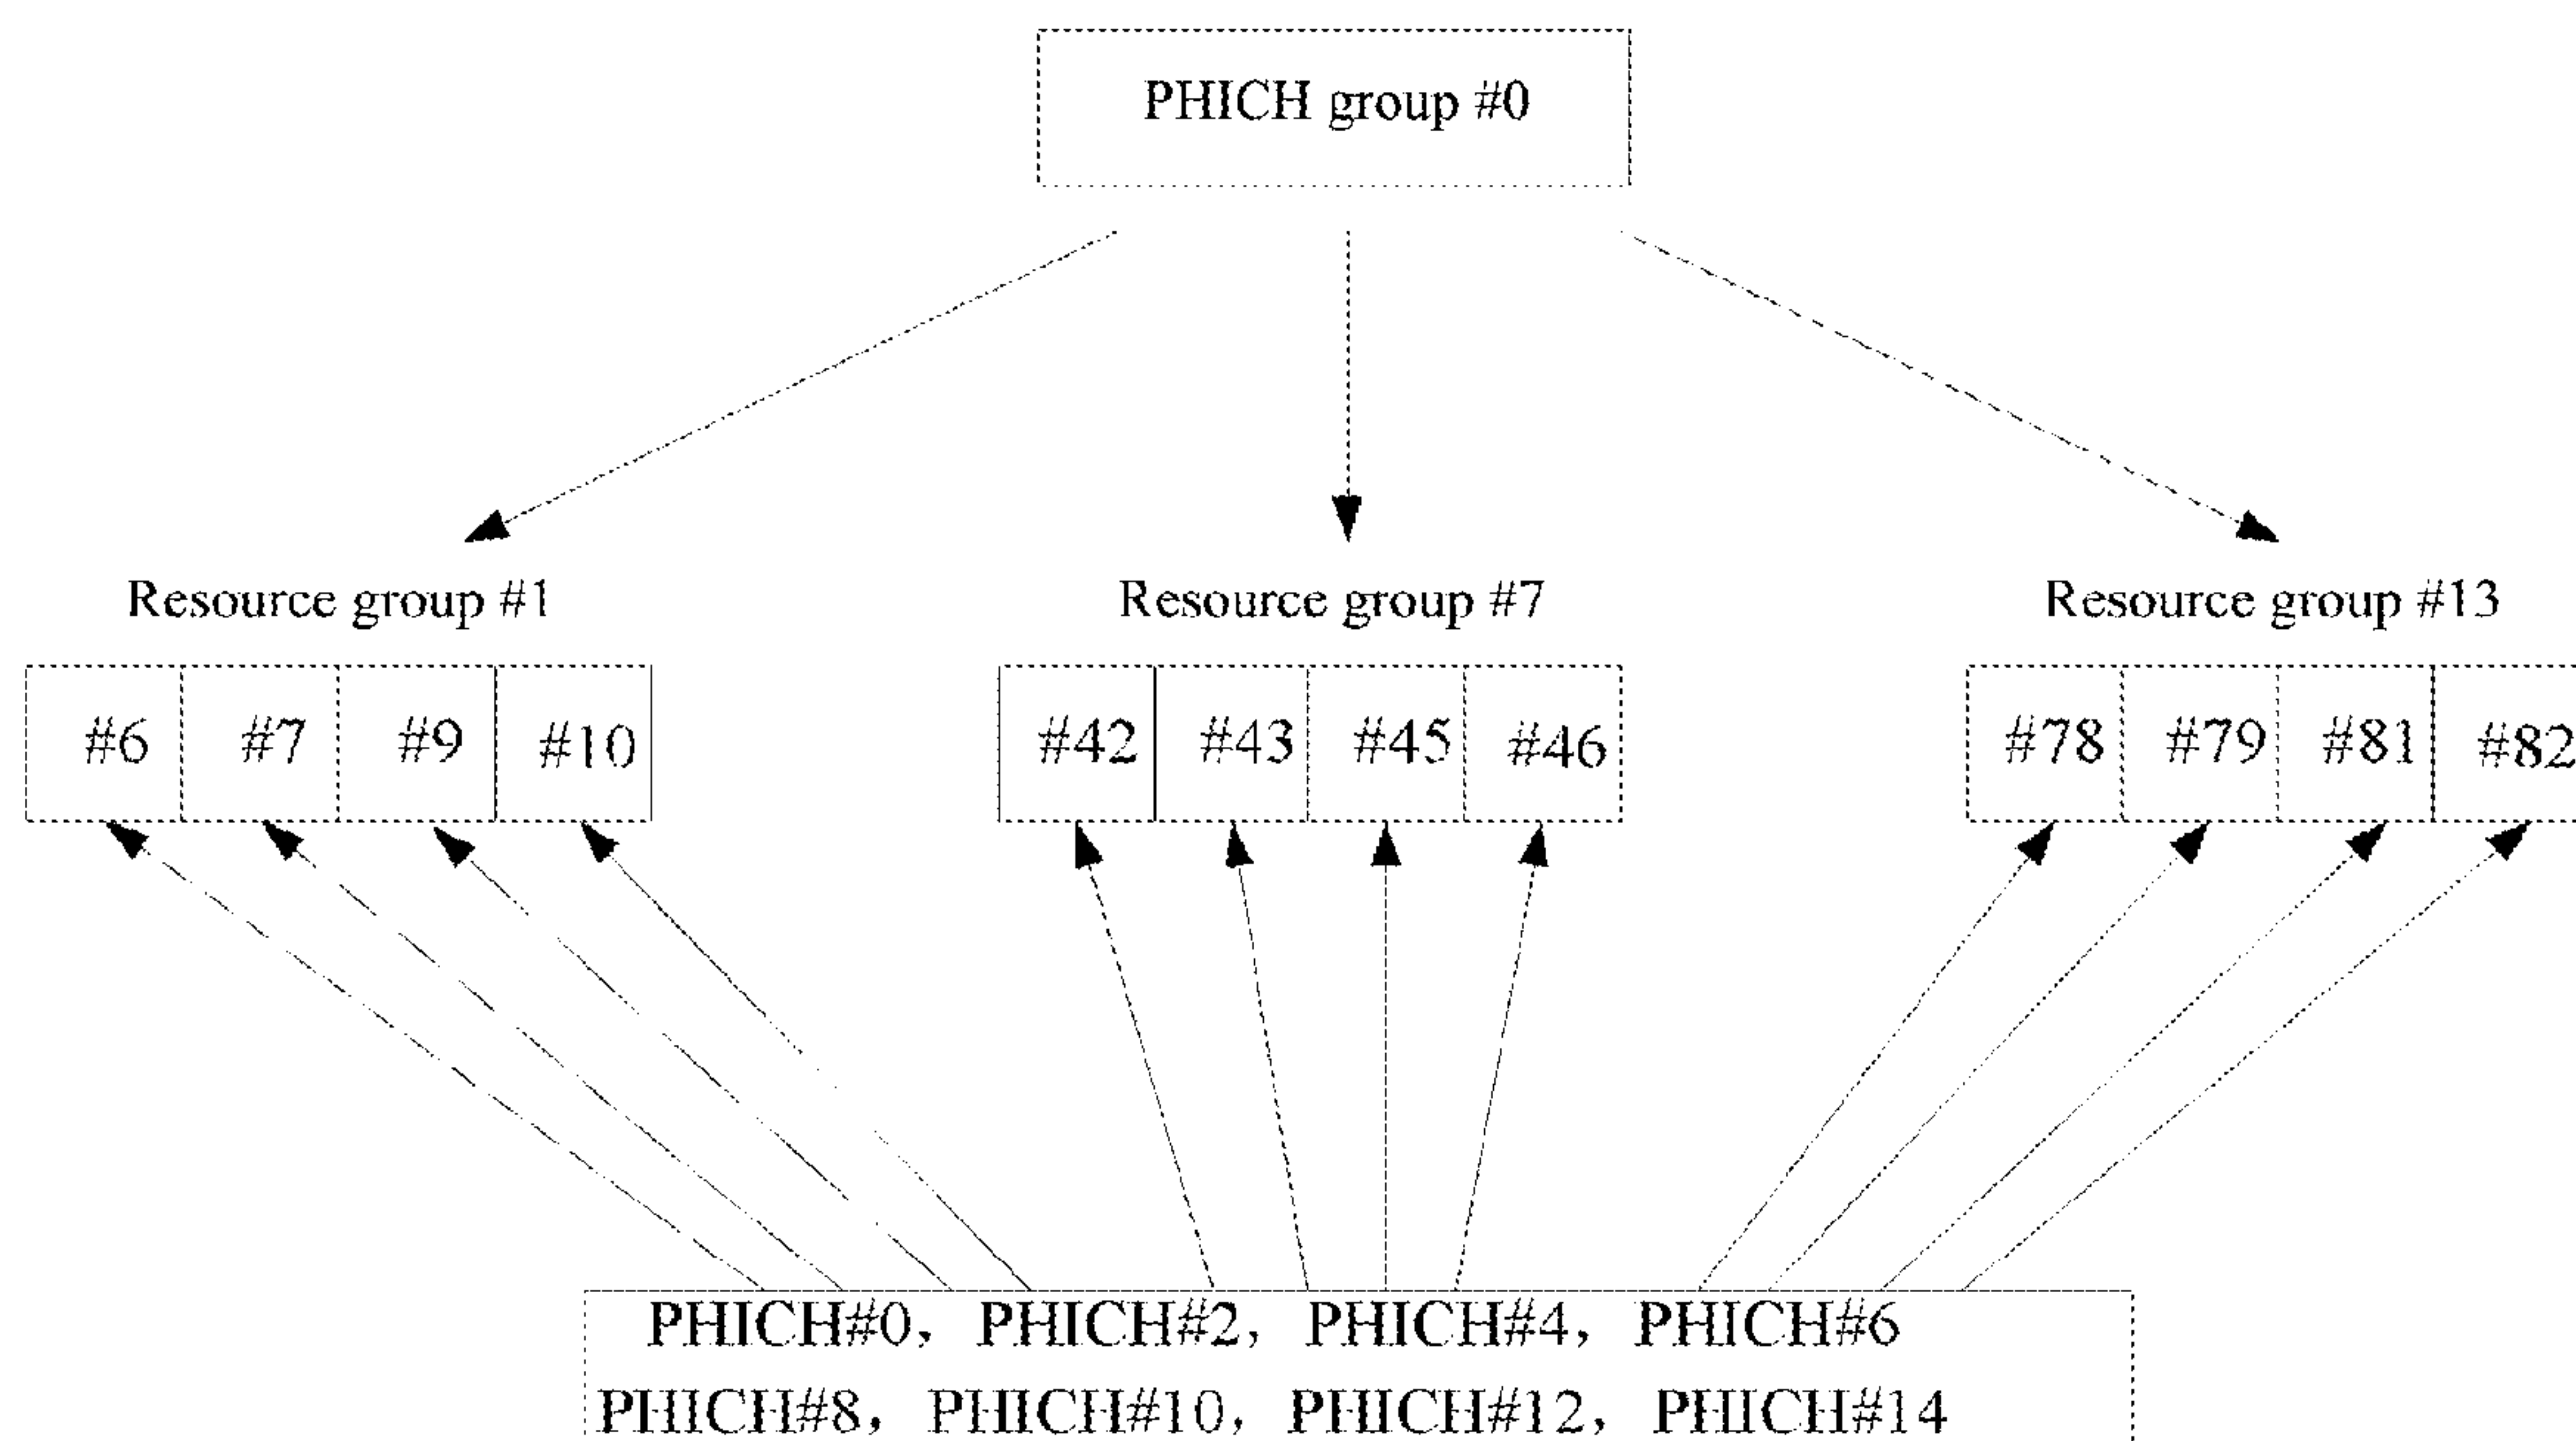 PHICH group #0
Resource group #1
Resource group #7
Resource group #13
#6 #7 #9 #10
#42 #43 #45 #46
#78 #79 #81 #82
PHICH#0, PHICH#2, PHICH#4, PHICH#6
PHICH#8, PHICH#10, PHICH#12, PHICH#14